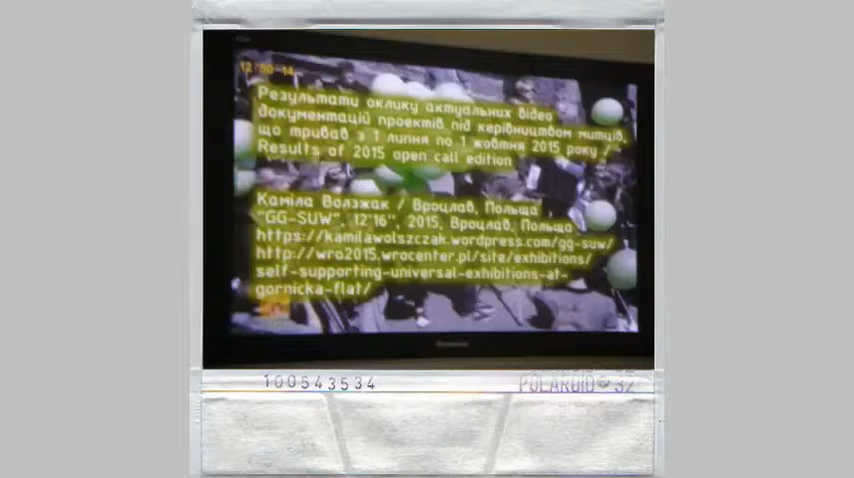 12:50-14
Результати оклику актуальних відео
документацій проектів під керівництвом митців,
що тривав з 1 липня по 1 жовтня 2015 року /
Results of 2015 open call edition
Каміла Волзжак / Вроцлав, Польща
"GG-SUW", 12'16'', 2015, Вроцлав, Польща
https://kamilawolszczak.wordpress.com/gg-suw/
http://wro2015.wrocenter.pl/site/exhibitions/
self-supporting-universal-exhibitions-at-
gornicka-flat/
Panasonic
100543534 POLAROID 32